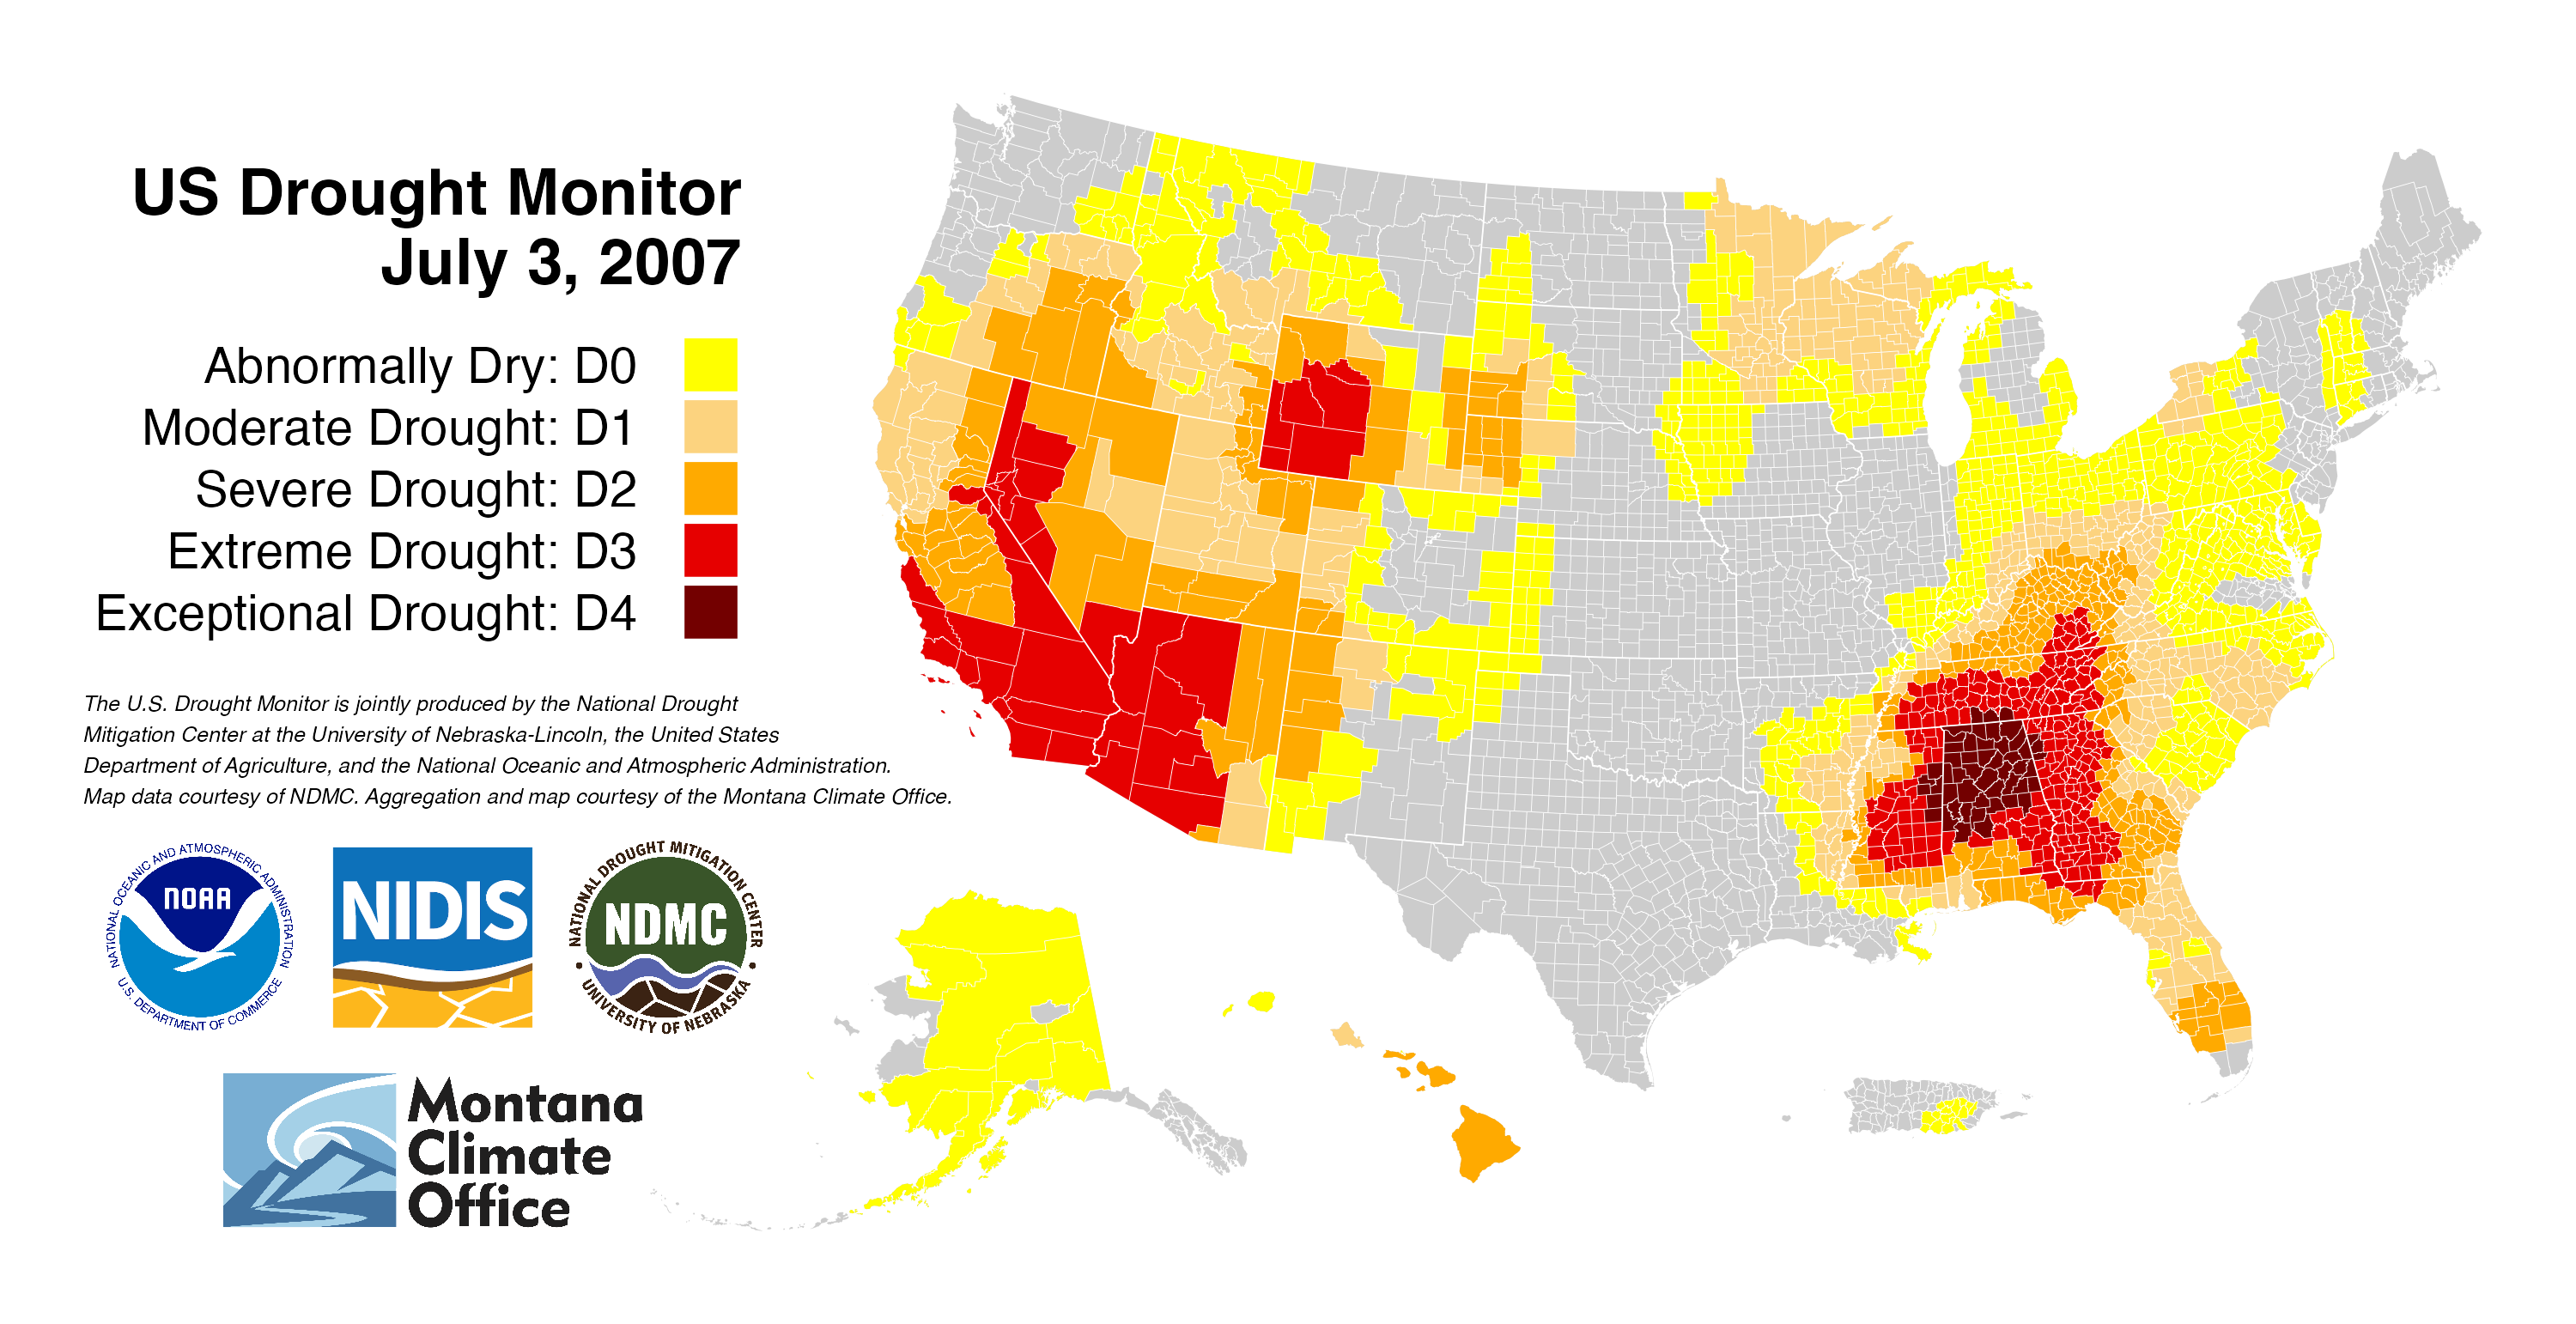 US Drought Monitor
July 3, 2007
Abnormally Dry: D0
Moderate Drought: D1
Severe Drought: D2
Extreme Drought: D3
Exceptional Drought: D4
The U.S. Drought Monitor is jointly produced by the National Drought
Mitigation Center at the University of Nebraska-Lincoln, the United States
Department of Agriculture, and the National Oceanic and Atmospheric Administration.
Map data courtesy of NDMC. Aggregation and map courtesy of the Montana Climate Office.
NATIONAL OCEANIC AND ATMOSPHERIC ADMINISTRATION
NOAA
U.S. DEPARTMENT OF COMMERCE
NIDIS
NATIONAL DROUGHT MITIGATION CENTER
NDMC
UNIVERSITY OF NEBRASKA
Montana
Climate
Office